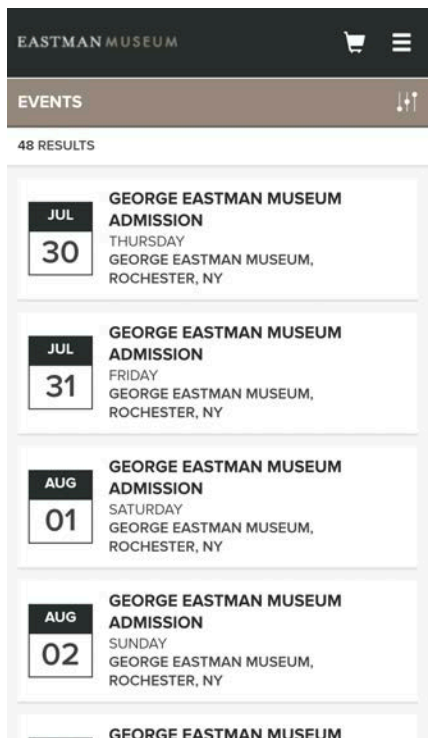 EASTMAN MUSEUM
EVENTS
48 RESULTS
JUL
30
GEORGE EASTMAN MUSEUM
ADMISSION
THURSDAY
GEORGE EASTMAN MUSEUM,
ROCHESTER, NY
JUL
31
GEORGE EASTMAN MUSEUM
ADMISSION
FRIDAY
GEORGE EASTMAN MUSEUM,
ROCHESTER, NY
AUG
01
GEORGE EASTMAN MUSEUM
ADMISSION
SATURDAY
GEORGE EASTMAN MUSEUM,
ROCHESTER, NY
AUG
02
GEORGE EASTMAN MUSEUM
ADMISSION
SUNDAY
GEORGE EASTMAN MUSEUM,
ROCHESTER, NY
GEORGE EASTMAN MUSEUM